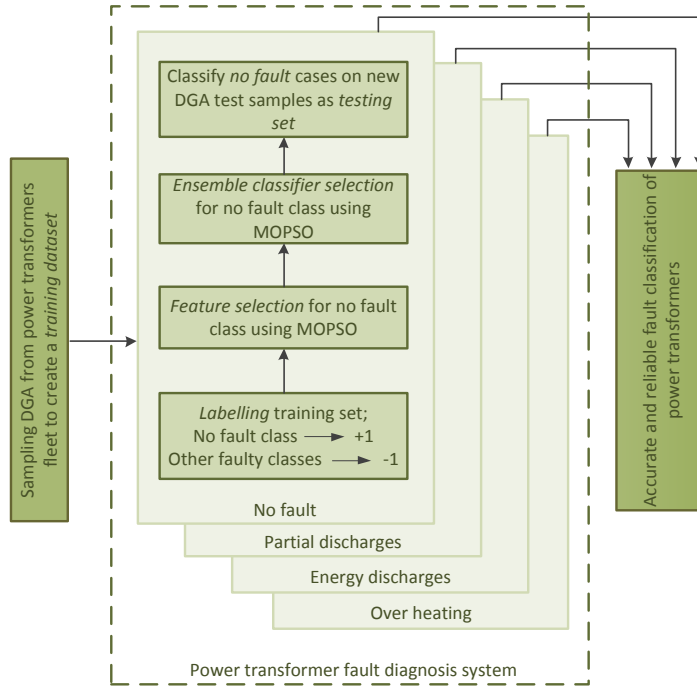 Sampling DGA from power transformers
fleet to create a training dataset
Classify no fault cases on new
DGA test samples as testing
set
Ensemble classifier selection
for no fault class using
MOPSO
Feature selection for no fault
class using MOPSO
Labelling training set;
No fault class +1
Other faulty classes -1
No fault
Partial discharges
Energy discharges
Over heating
Power transformer fault diagnosis system
Accurate and reliable fault classification of
power transformers